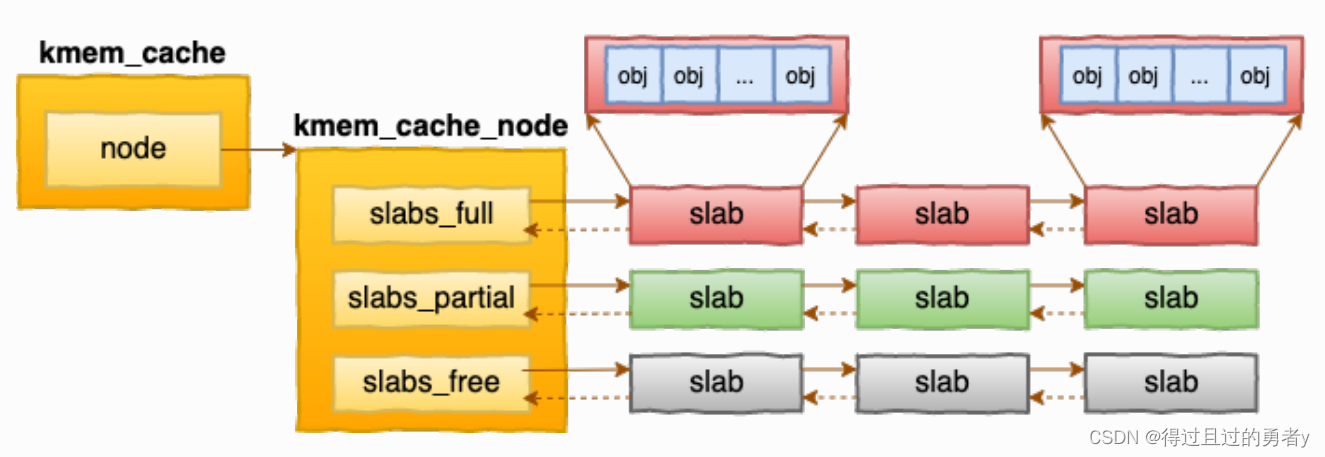 kmem_cache
node
kmem_cache_node
obj obj ... obj
obj obj ... obj
slabs_full slab slab slab
slabs_partial slab slab slab
slabs_free slab slab slab
CSDN @得过且过的勇者y